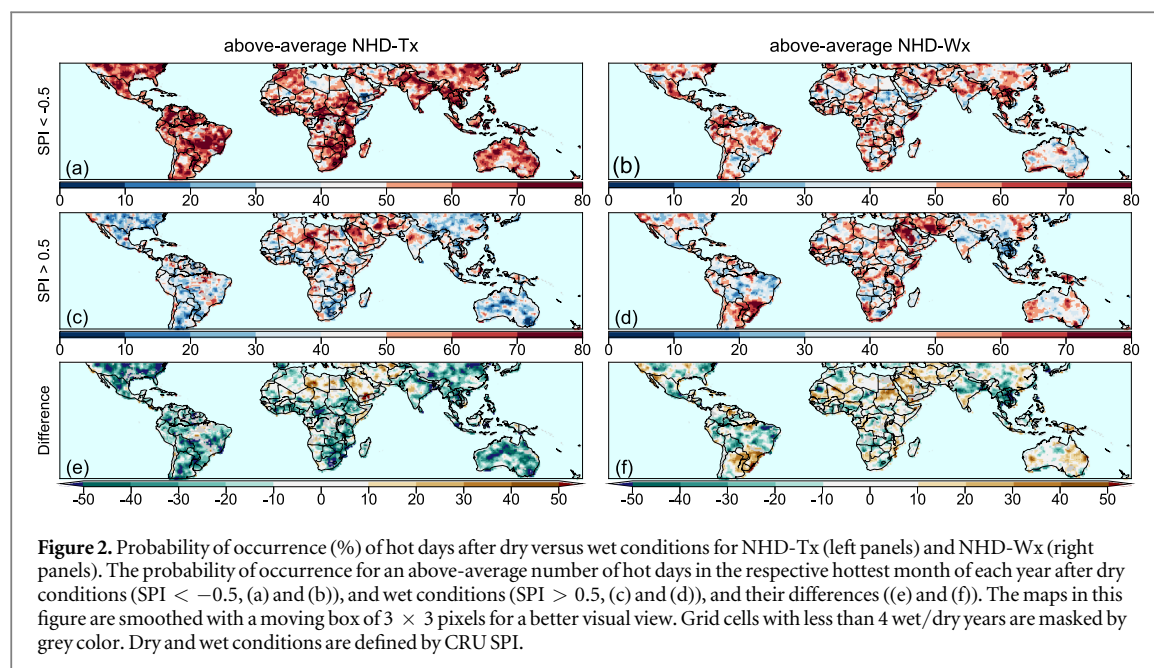 above-average NHD-Tx
above-average NHD-Wx
SPI < −0.5
(a)
(b)
0 10 20 30 40 50 60 70 80
0 10 20 30 40 50 60 70 80
SPI > 0.5
(c)
(d)
0 10 20 30 40 50 60 70 80
0 10 20 30 40 50 60 70 80
Difference
(e)
(f)
−50 −40 −30 −20 −10 0 10 20 30 40 50
−50 −40 −30 −20 −10 0 10 20 30 40 50
Figure 2. Probability of occurrence (%) of hot days after dry versus wet conditions for NHD-Tx (left panels) and NHD-Wx (right
panels). The probability of occurrence for an above-average number of hot days in the respective hottest month of each year after dry
conditions (SPI < −0.5, (a) and (b)), and wet conditions (SPI > 0.5, (c) and (d)), and their differences ((e) and (f)). The maps in this
figure are smoothed with a moving box of 3 × 3 pixels for a better visual view. Grid cells with less than 4 wet/dry years are masked by
grey color. Dry and wet conditions are defined by CRU SPI.